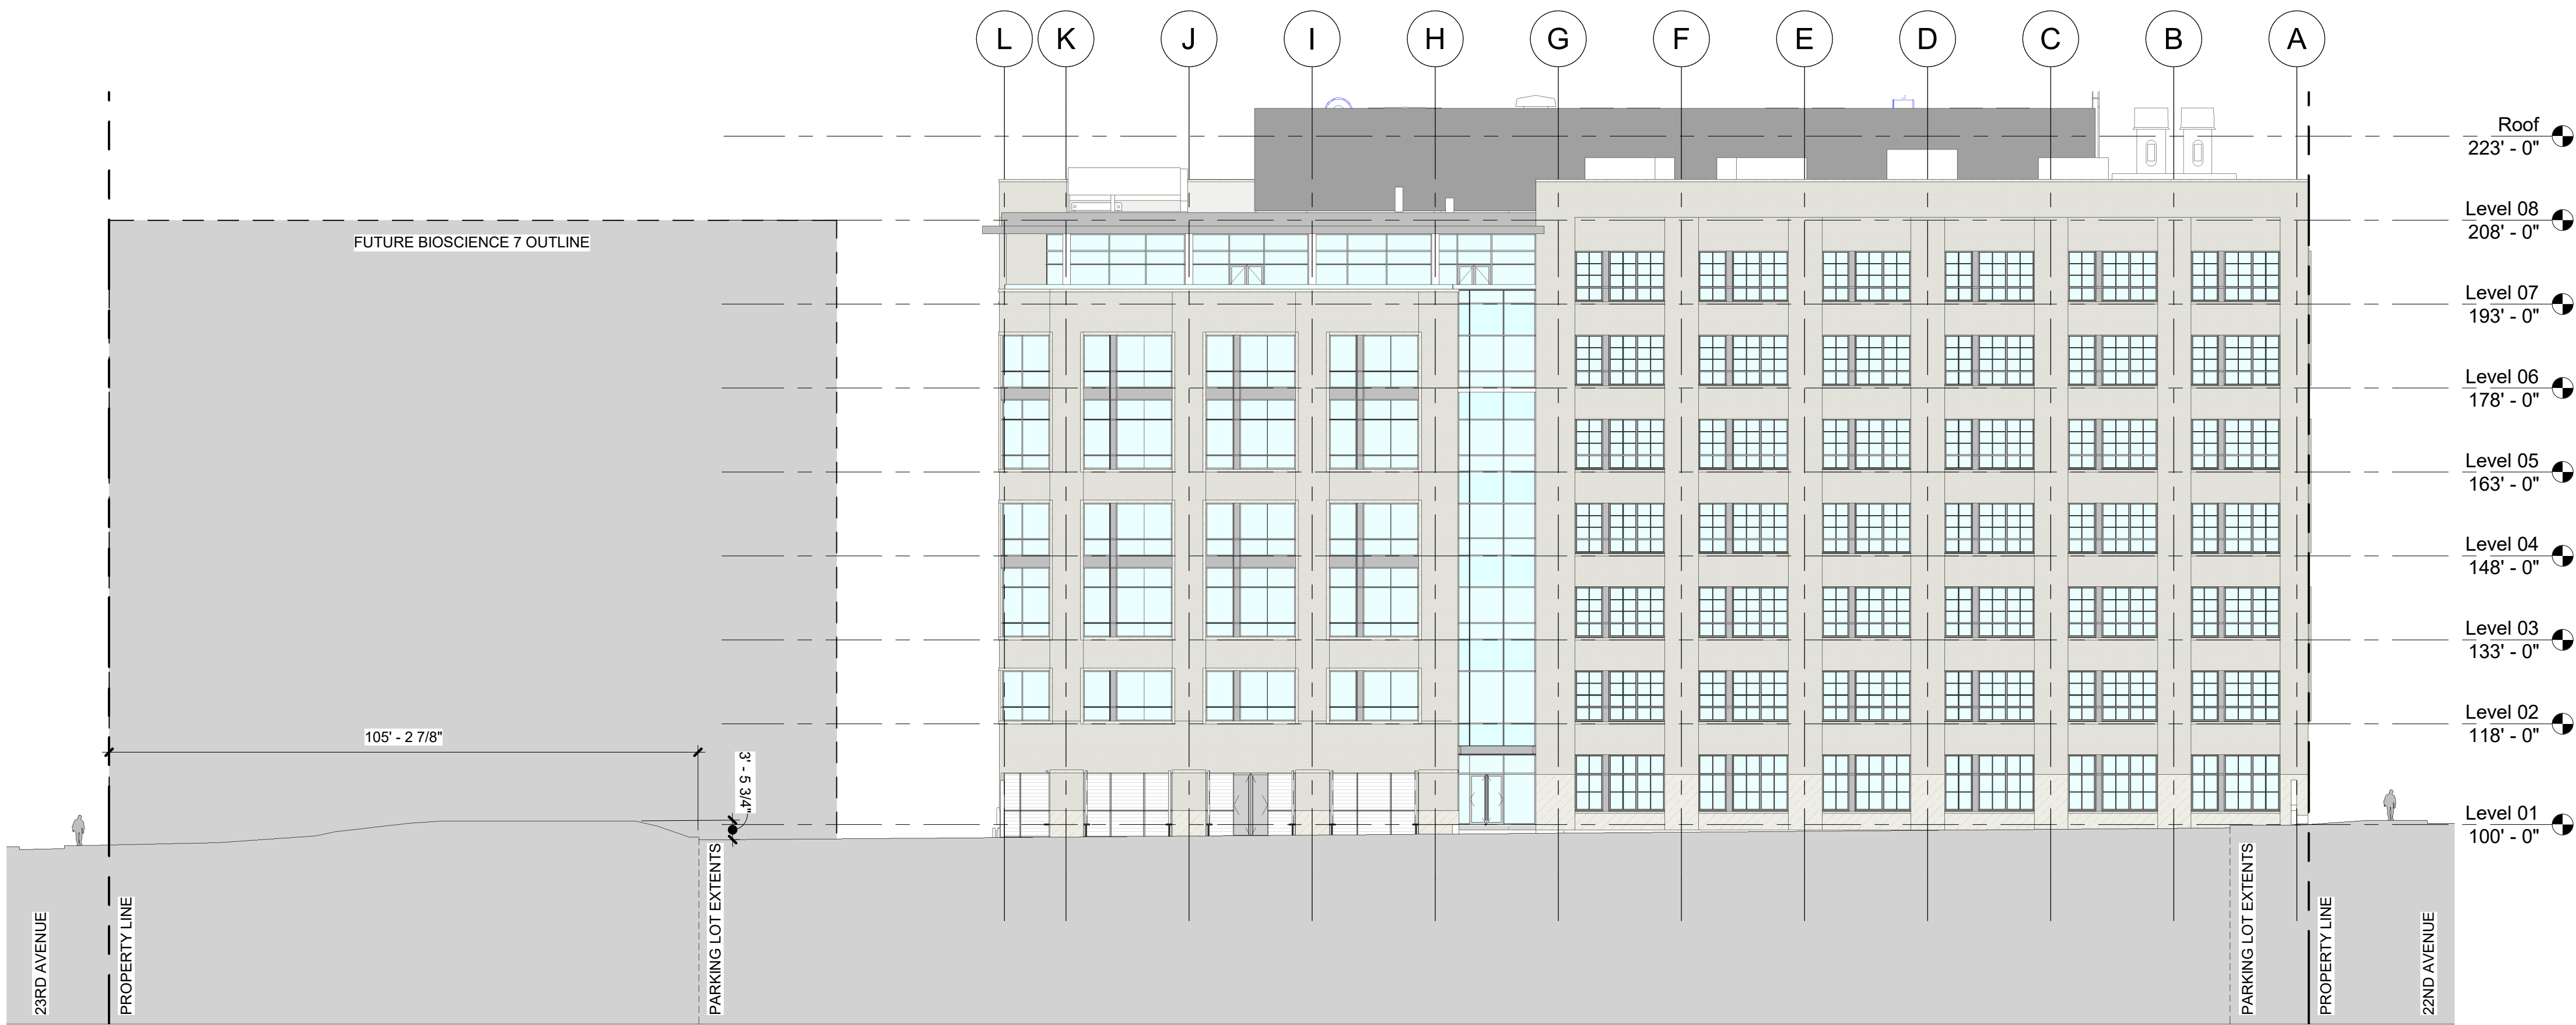 L K J I H G F E D C B A
Roof
223' - 0"
Level 08
208' - 0"
FUTURE BIOSCIENCE 7 OUTLINE
Level 07
193' - 0"
Level 06
178' - 0"
Level 05
163' - 0"
Level 04
148' - 0"
Level 03
133' - 0"
Level 02
118' - 0"
105' - 2 7/8"
3' - 5 3/4"
Level 01
100' - 0"
23RD AVENUE
PROPERTY LINE
PARKING LOT EXTENTS
PARKING LOT EXTENTS
PROPERTY LINE
22ND AVENUE